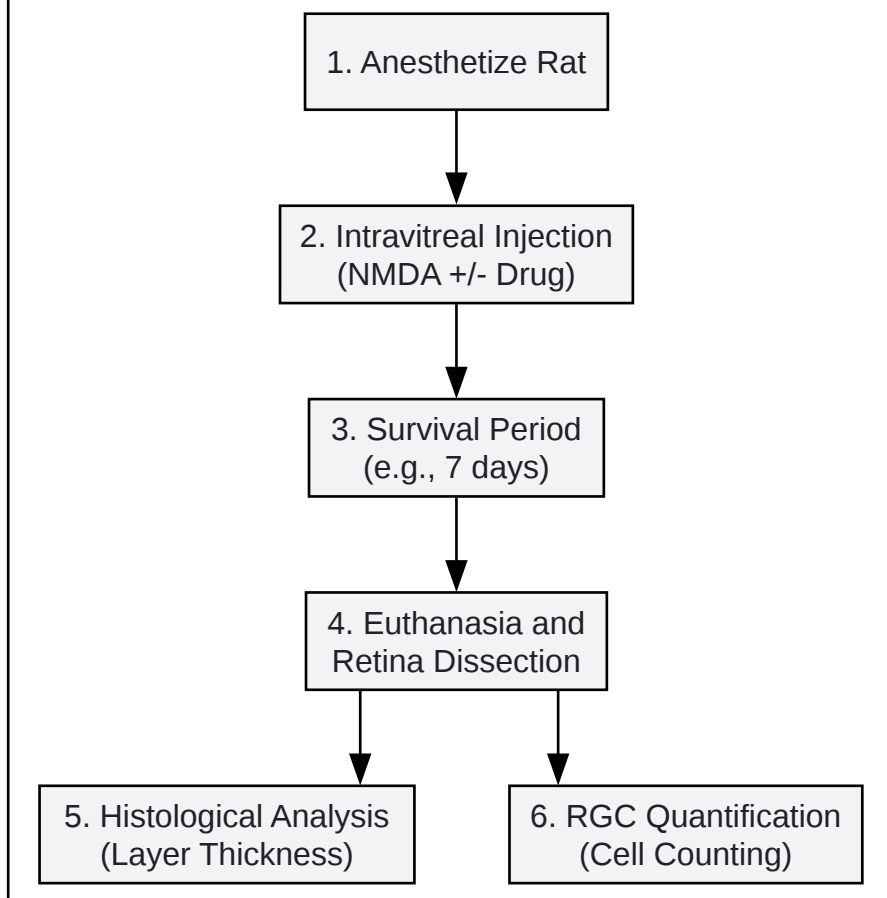 1. Anesthetize Rat
2. Intravitreal Injection
(NMDA +/- Drug)
3. Survival Period
(e.g., 7 days)
4. Euthanasia and
Retina Dissection
5. Histological Analysis
(Layer Thickness)
6. RGC Quantification
(Cell Counting)